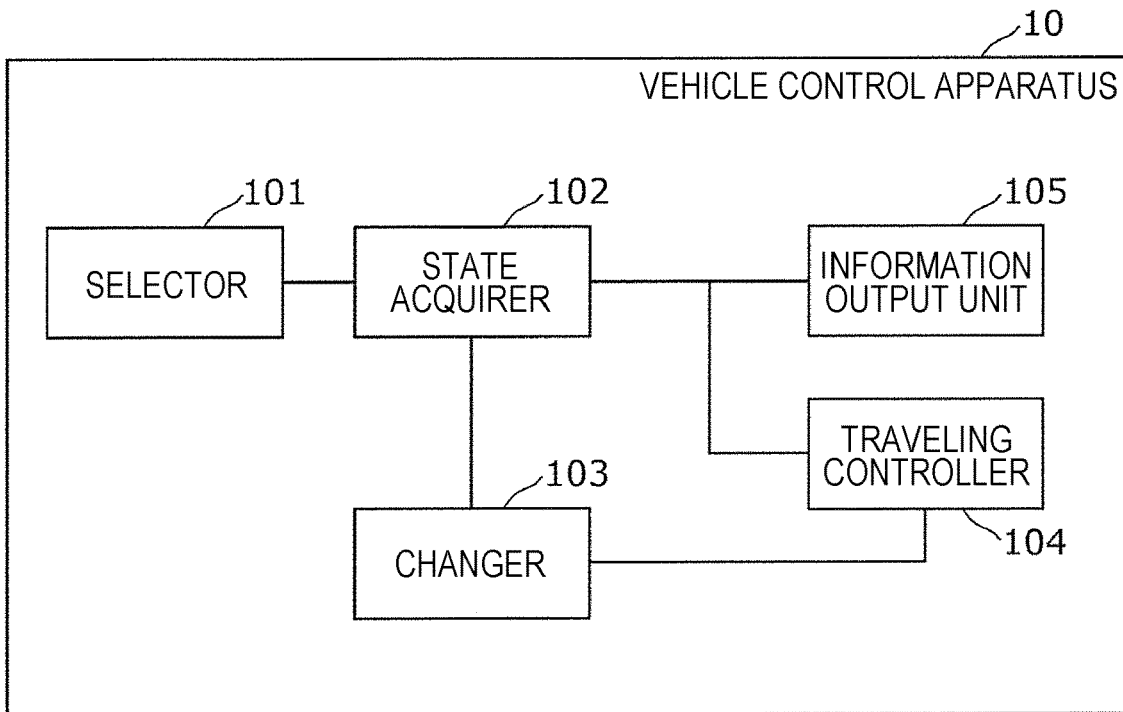 10
VEHICLE CONTROL APPARATUS
101
102
105
SELECTOR
STATE
ACQUIRER
INFORMATION
OUTPUT UNIT
103
TRAVELING
CONTROLLER
CHANGER
104